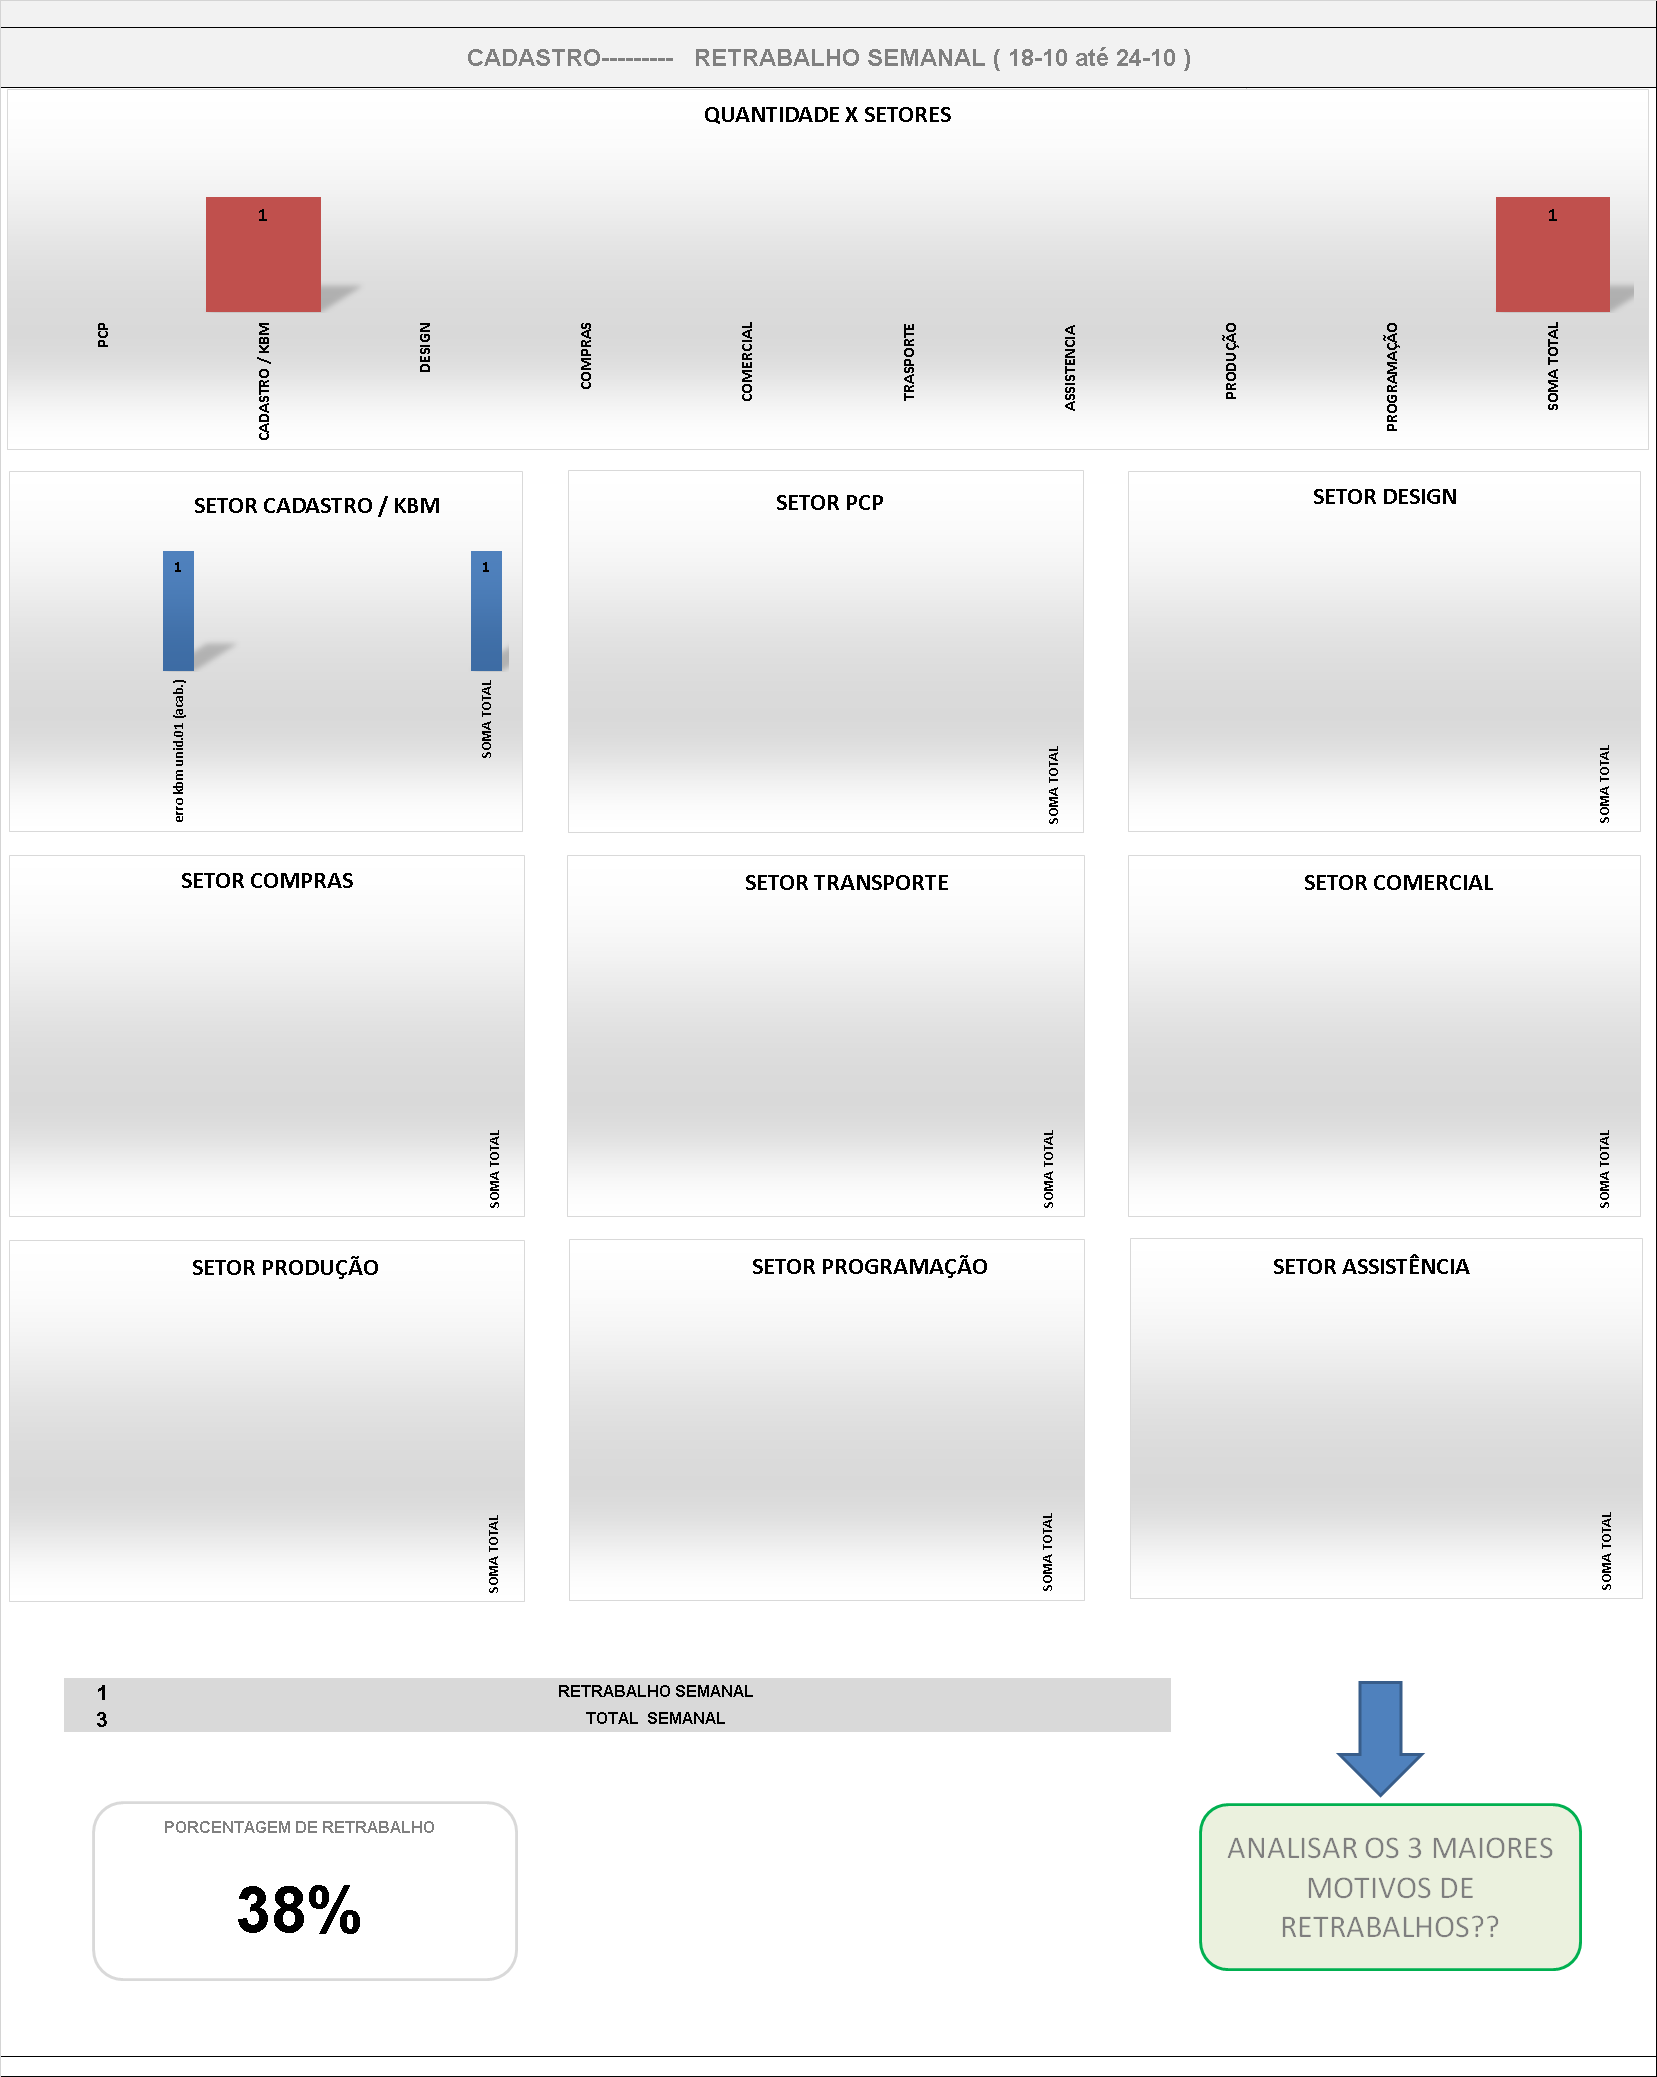 CADASTRO--------- RETRABALHO SEMANAL ( 18-10 até 24-10 )
QUANTIDADE X SETORES
1
1
PCP
CADASTRO / KBM
DESIGN
COMPRAS
COMERCIAL
TRASPORTE
ASSISTENCIA
PRODUÇÃO
PROGRAMAÇÃO
SOMA TOTAL
SETOR CADASTRO / KBM
1
1
erro kbm unid.01 (acab.)
SOMA TOTAL
SETOR PCP
SOMA TOTAL
SETOR DESIGN
SOMA TOTAL
SETOR COMPRAS
SOMA TOTAL
SETOR TRANSPORTE
SOMA TOTAL
SETOR COMERCIAL
SOMA TOTAL
SETOR PRODUÇÃO
SOMA TOTAL
SETOR PROGRAMAÇÃO
SOMA TOTAL
SETOR ASSISTÊNCIA
SOMA TOTAL
1 RETRABALHO SEMANAL
3 TOTAL SEMANAL
PORCENTAGEM DE RETRABALHO
38%
ANALISAR OS 3 MAIORES
MOTIVOS DE
RETRABALHOS??